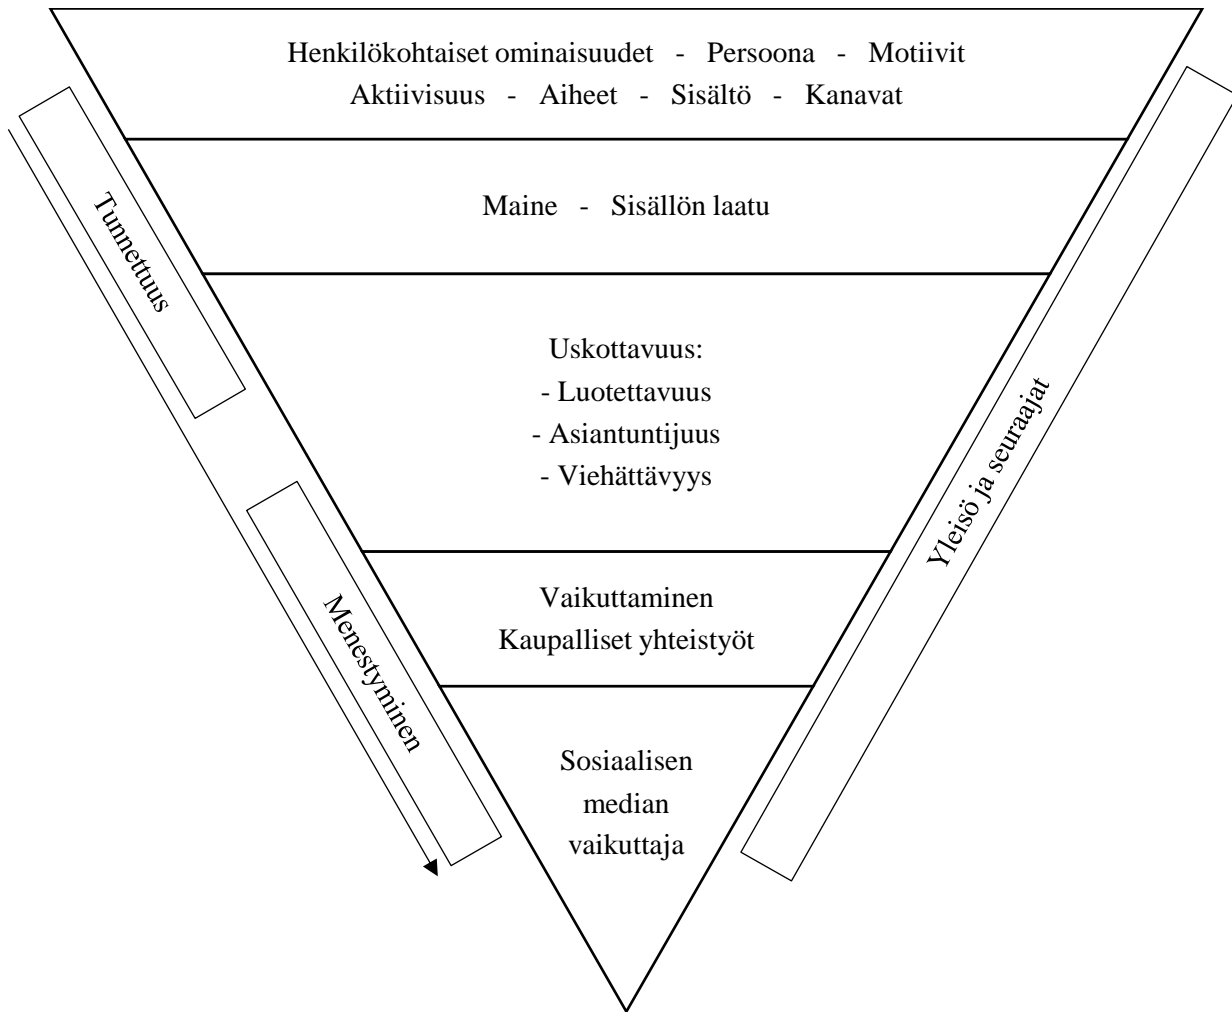 Henkilökohtaiset ominaisuudet - Persoona - Motiivit
Aktiivisuus - Aiheet - Sisältö - Kanavat
Maine - Sisällön laatu
Tunnettuus
Uskottavuus:
- Luotettavuus
- Asiantuntijuus
- Viehättävyys
Yleisö ja seuraajat
Vaikuttaminen
Kaupalliset yhteistyöt
Menestyminen
Sosiaalisen
median
vaikuttaja